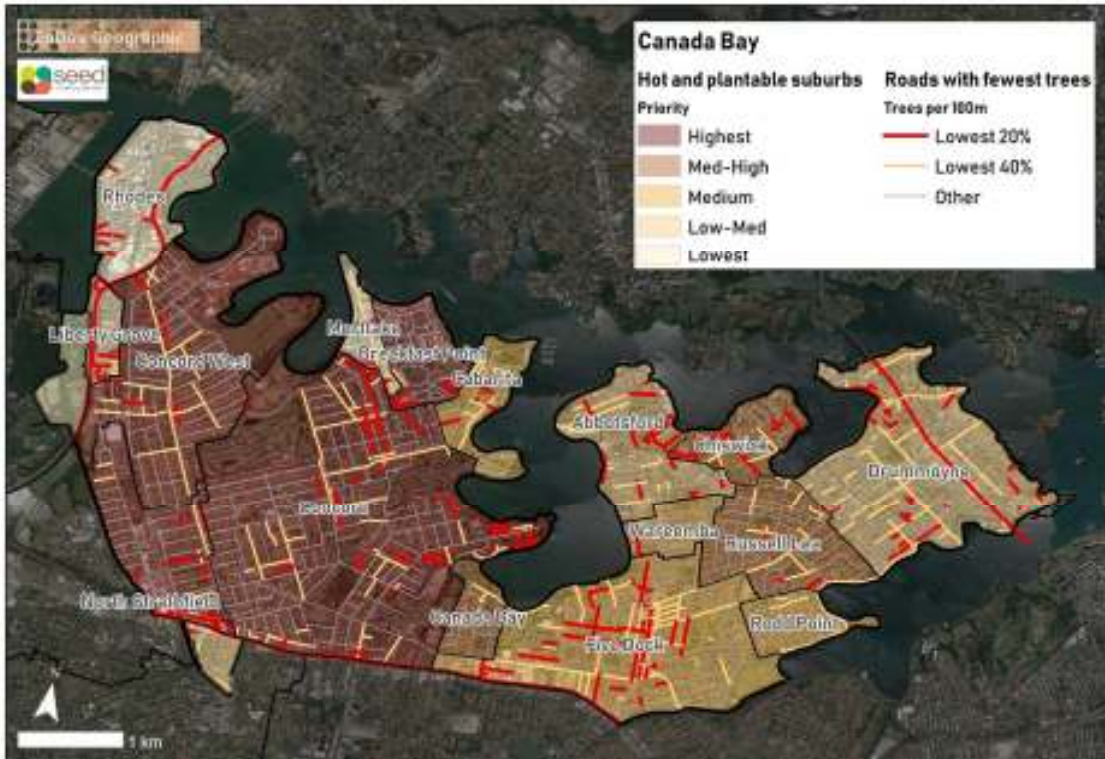 Geographic
seed
Canada Bay
Hot and plantable suburbs
Priority
Highest
Med-High
Medium
Low-Med
Lowest
Roads with fewest trees
Trees per 100m
Lowest 20%
Lowest 40%
Other
Rhodes
Liberty Grove
Concord West
Mortlake
Breakfast Point
Cabarita
Abbotsford
Chiswick
Drummoyne
Concord
Wareemba
Russell Lea
North Strathfield
Canada Bay
Five Dock
Rodd Point
N
1 km